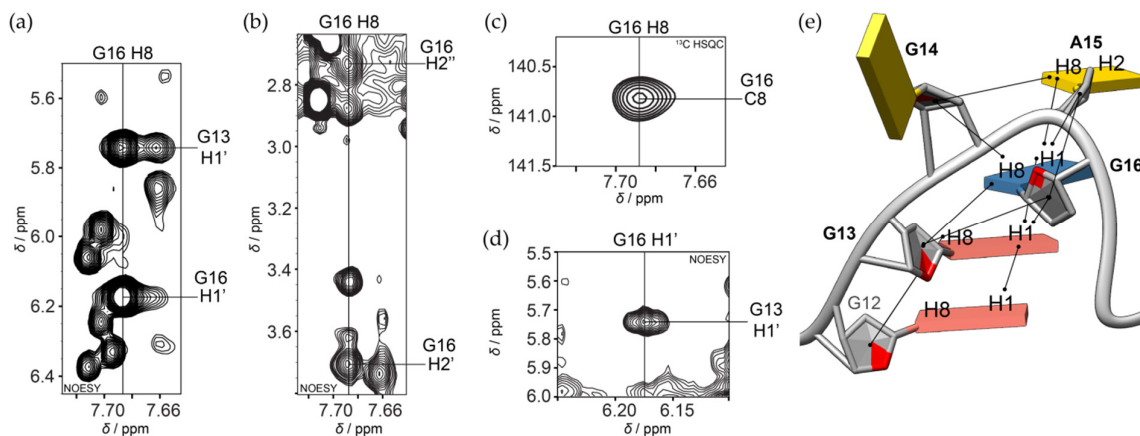 (a)
G16 H8
5.6
5.8
6.0
6.2
6.4
δ / ppm
G13
H1'
G16
H1'
NOESY
7.70
7.66
δ / ppm
(b)
G16 H8
2.8
3.0
3.2
3.4
3.6
δ / ppm
G16
H2''
G16
H2'
NOESY
7.70
7.66
δ / ppm
(c)
G16 H8
13C HSQC
140.5
141.0
141.5
δ / ppm
G16
C8
7.70
7.66
δ / ppm
(d)
G16 H1'
NOESY
5.5
5.6
5.7
5.8
5.9
6.0
δ / ppm
G13
H1'
6.20
6.15
δ / ppm
(e)
G14
A15
H8
H2
H1
H8
G16
G13
H8
H1
G12
H8
H1